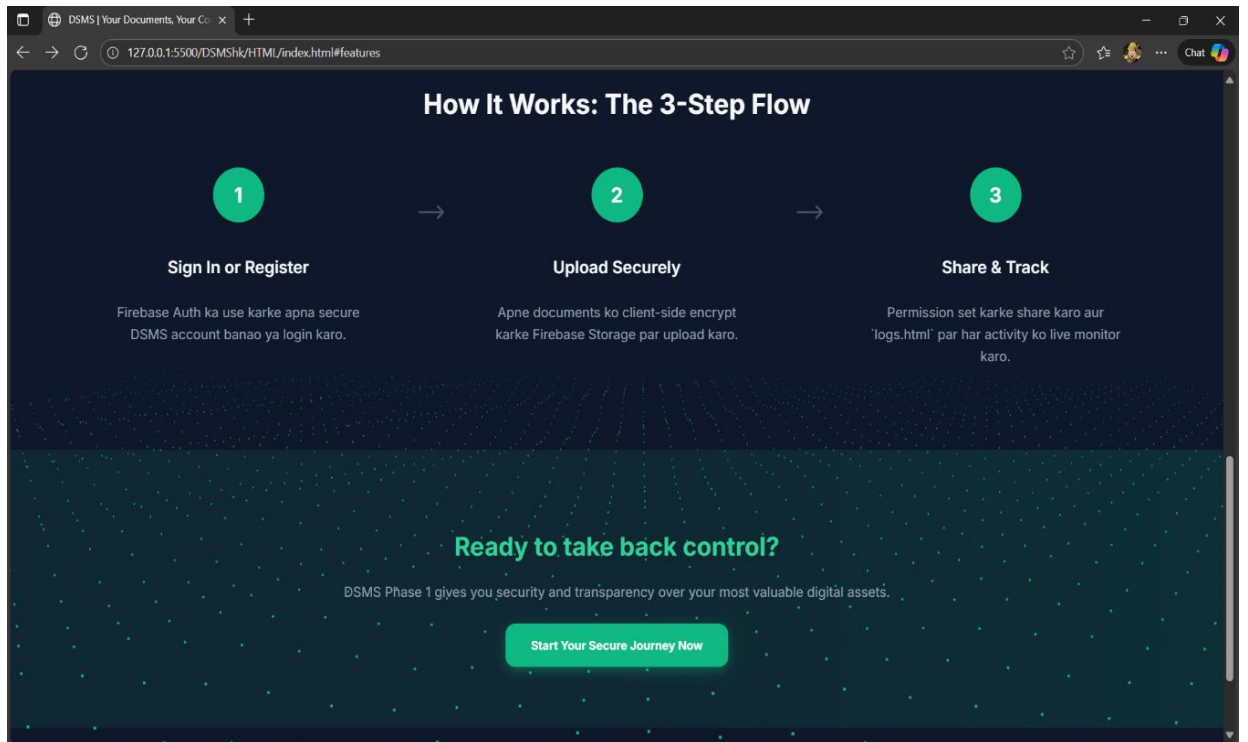 DSMS | Your Documents, Your Co
127.0.0.1:5500/DSMShk/HTML/index.html#features
Chat
How It Works: The 3-Step Flow
1
2
3
Sign In or Register
Upload Securely
Share & Track
Firebase Auth ka use karke apna secure
DSMS account banao ya login karo.
Apne documents ko client-side encrypt
karke Firebase Storage par upload karo.
Permission set karke share karo aur
`logs.html` par har activity ko live monitor
karo.
Ready to take back control?
DSMS Phase 1 gives you security and transparency over your most valuable digital assets.
Start Your Secure Journey Now